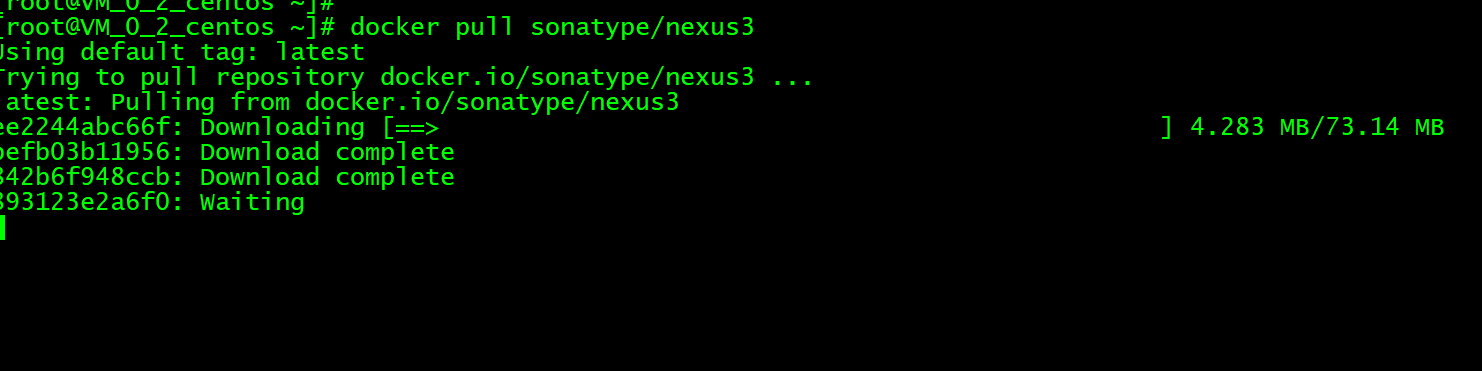 [root@VM_0_2_centos ~]#
[root@VM_0_2_centos ~]# docker pull sonatype/nexus3
Using default tag: latest
Trying to pull repository docker.io/sonatype/nexus3 ...
latest: Pulling from docker.io/sonatype/nexus3
ee2244abc66f: Downloading [==> ] 4.283 MB/73.14 MB
befb03b11956: Download complete
842b6f948ccb: Download complete
893123e2a6f0: Waiting